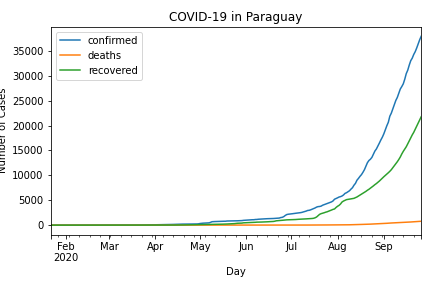 COVID-19 in Paraguay
confirmed
deaths
recovered
35000
30000
25000
20000
15000
10000
5000
0
Number of Cases
Feb Mar Apr May Jun Jul Aug Sep
2020
Day